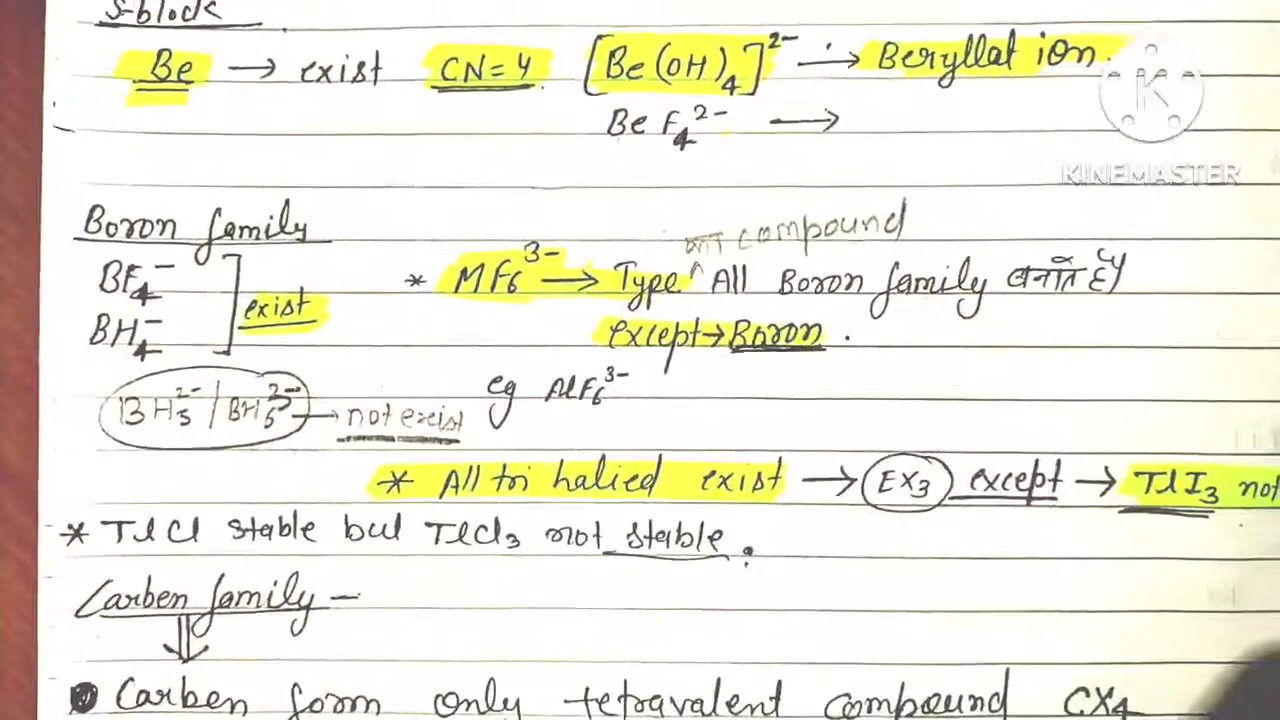 S-block
Be → exist CN=4 [Be(OH)4]2- → Beryllat ion.
BeF4 2- →
KINEMASTER
Boron family
compound
BF4-
BH4-
] exist
* MF6 3- → Type ^ All Boron family बनाते है
except → Boron.
eg AlF6 3-
BH5 2- / BH6 3- → not exist
* All tri halied exist → EX3 except → TlI3 not
* TlCl stable but TlCl3 not stable.
Carben family -
⇓
● Carben form only tetravalent compound CX4